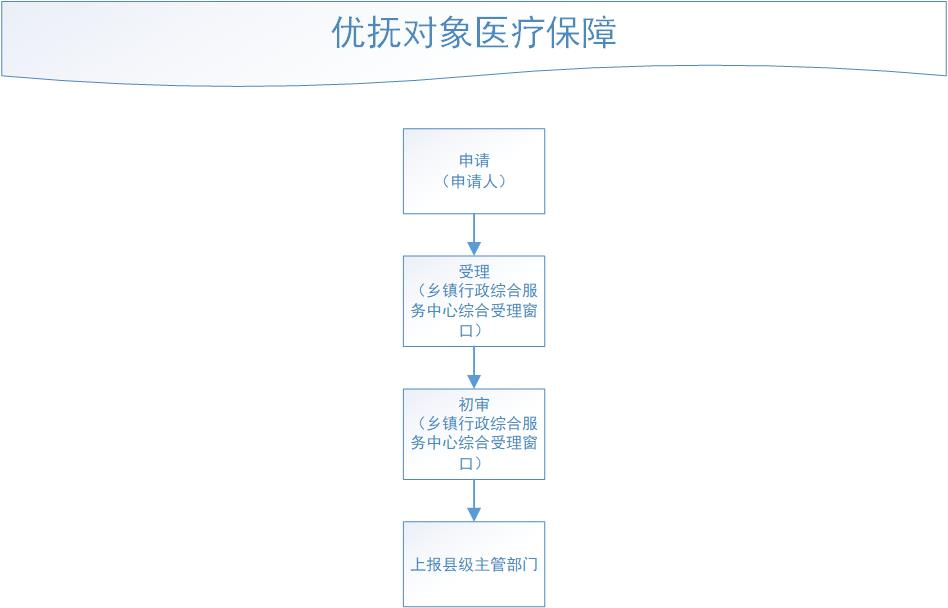 优抚对象医疗保障
申请
（申请人）
受理
（乡镇行政综合服
务中心综合受理窗
口）
初审
（乡镇行政综合服
务中心综合受理窗
口）
上报县级主管部门